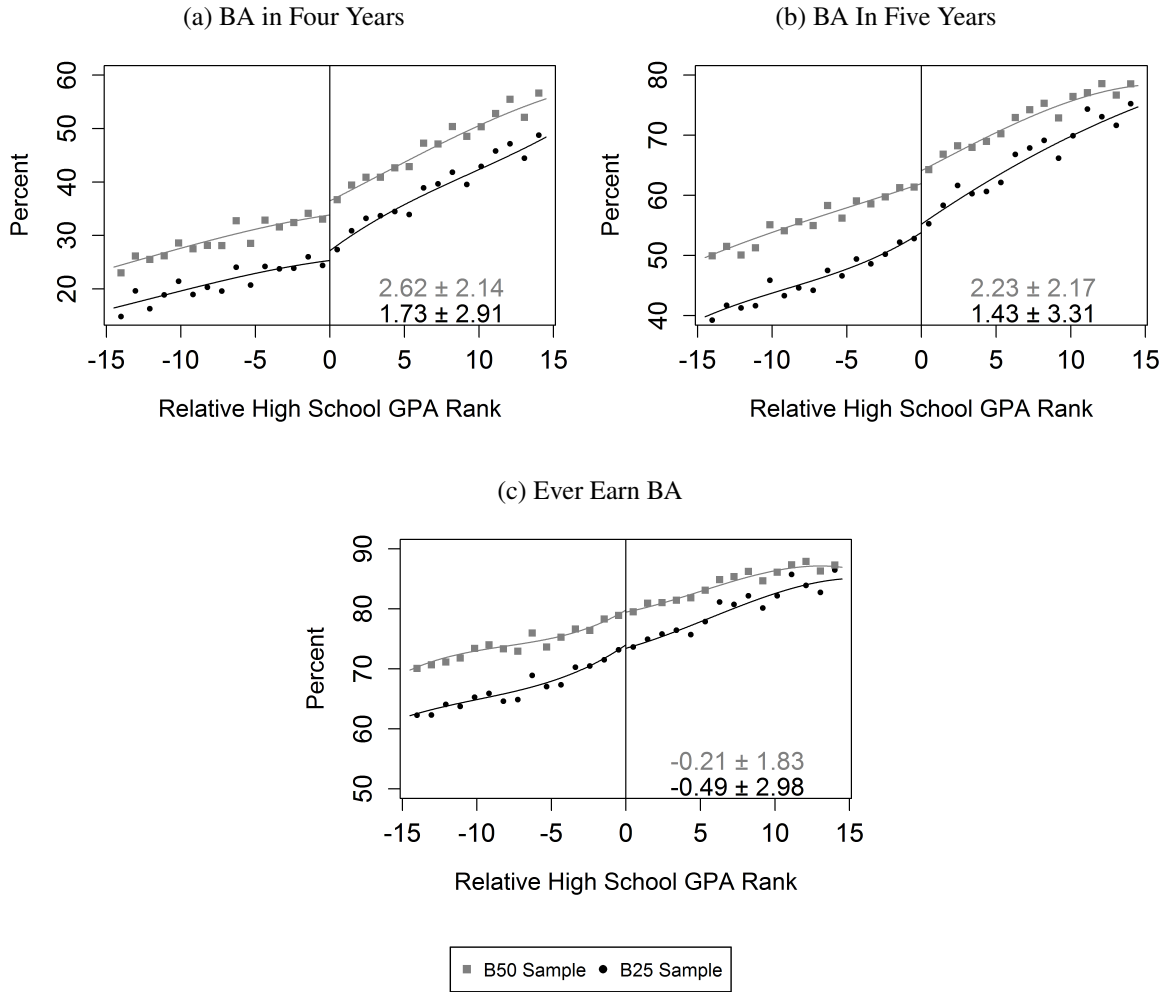 (a) BA in Four Years
Percent
60
50
40
30
20
2.62 ± 2.14
1.73 ± 2.91
-15 -10 -5 0 5 10 15
Relative High School GPA Rank
(b) BA In Five Years
Percent
80
70
60
50
40
2.23 ± 2.17
1.43 ± 3.31
-15 -10 -5 0 5 10 15
Relative High School GPA Rank
(c) Ever Earn BA
Percent
90
80
70
60
50
-0.21 ± 1.83
-0.49 ± 2.98
-15 -10 -5 0 5 10 15
Relative High School GPA Rank
B50 Sample B25 Sample